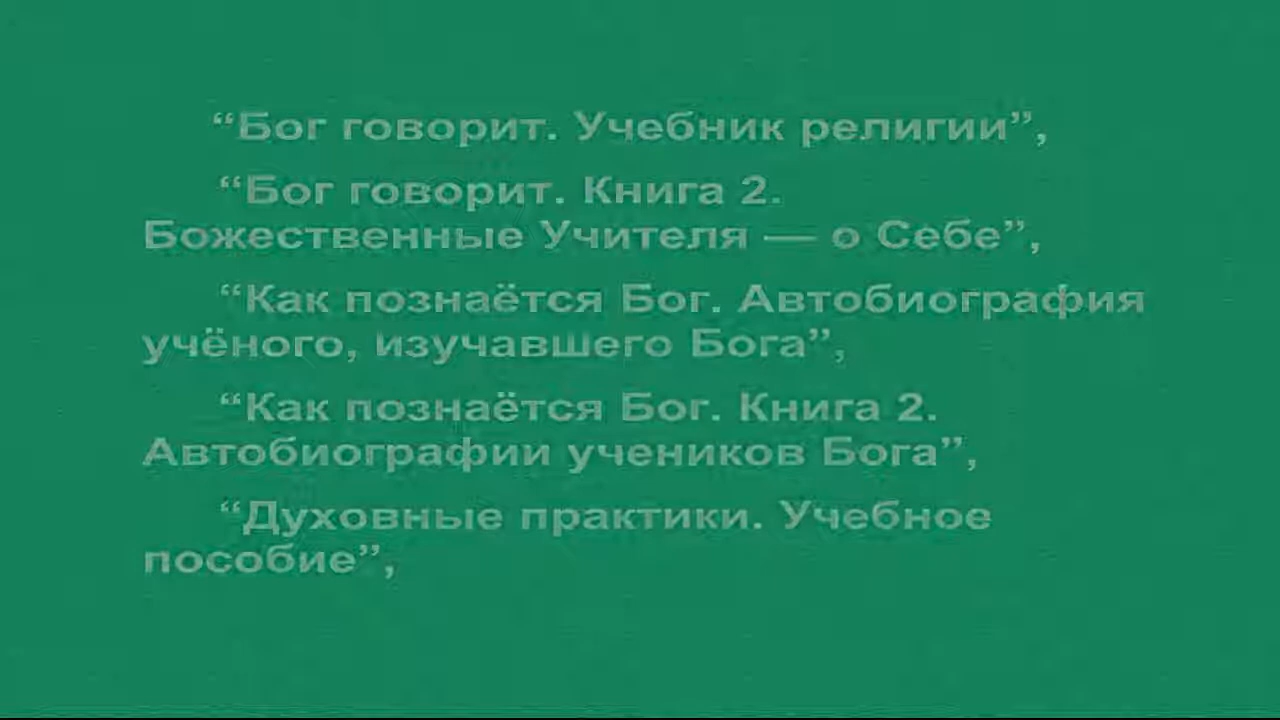 “Бог говорит. Учебник религии”,
“Бог говорит. Книга 2.
Божественные Учителя — о Себе”,
“Как познаётся Бог. Автобиография
учёного, изучавшего Бога”,
“Как познаётся Бог. Книга 2.
Автобиографии учеников Бога”,
“Духовные практики. Учебное
пособие”,